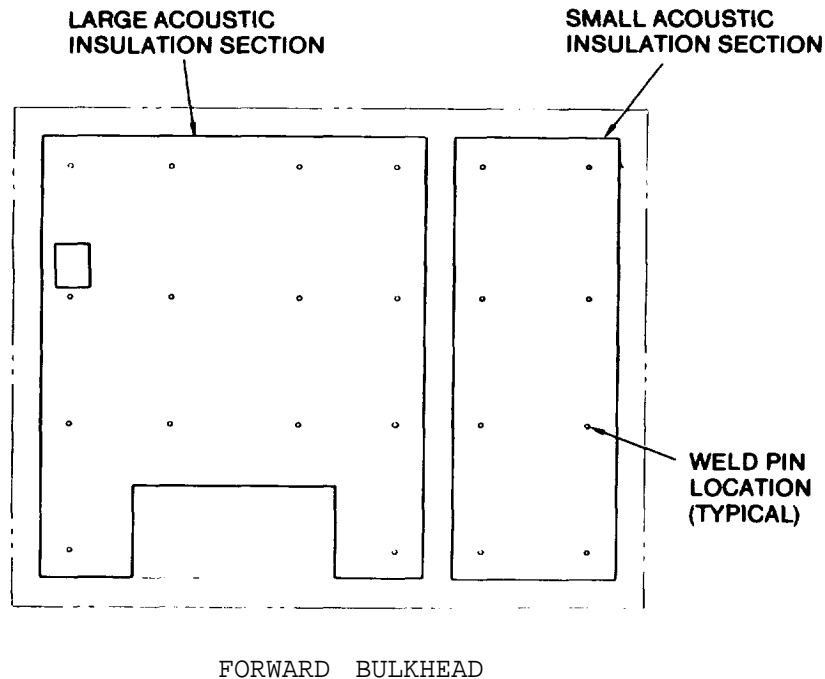 LARGE ACOUSTIC
INSULATION SECTION
SMALL ACOUSTIC
INSULATION SECTION
WELD PIN
LOCATION
(TYPICAL)
FORWARD BULKHEAD